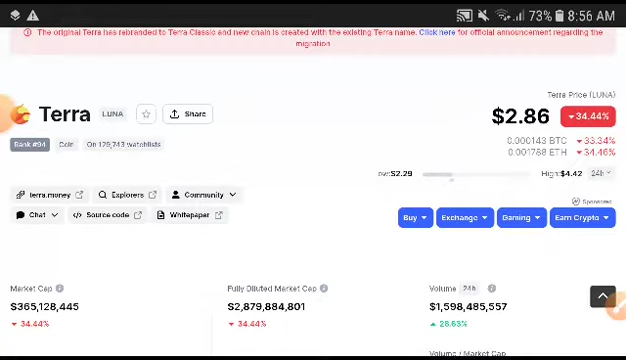 73% 8:56 AM
The original Terra has rebranded to Terra Classic and new chain is created with the existing Terra name. Click here for official announcement regarding the
migration
Terra LUNA Share
Rank #94 Coin On 129,743 watchlists
Terra Price (LUNA)
$2.86 34.44%
0.000143 BTC 33.34%
0.001788 ETH 34.46%
$2.29 High:$4.42 24h
terra.money Explorers Community
Chat Source code Whitepaper
Sponsored
Buy Exchange Gaming Earn Crypto
Market Cap Fully Diluted Market Cap Volume 24h
$365,128,445 $2,879,884,801 $1,598,485,557
34.44% 34.44% 28.63%
Volume / Market Cap